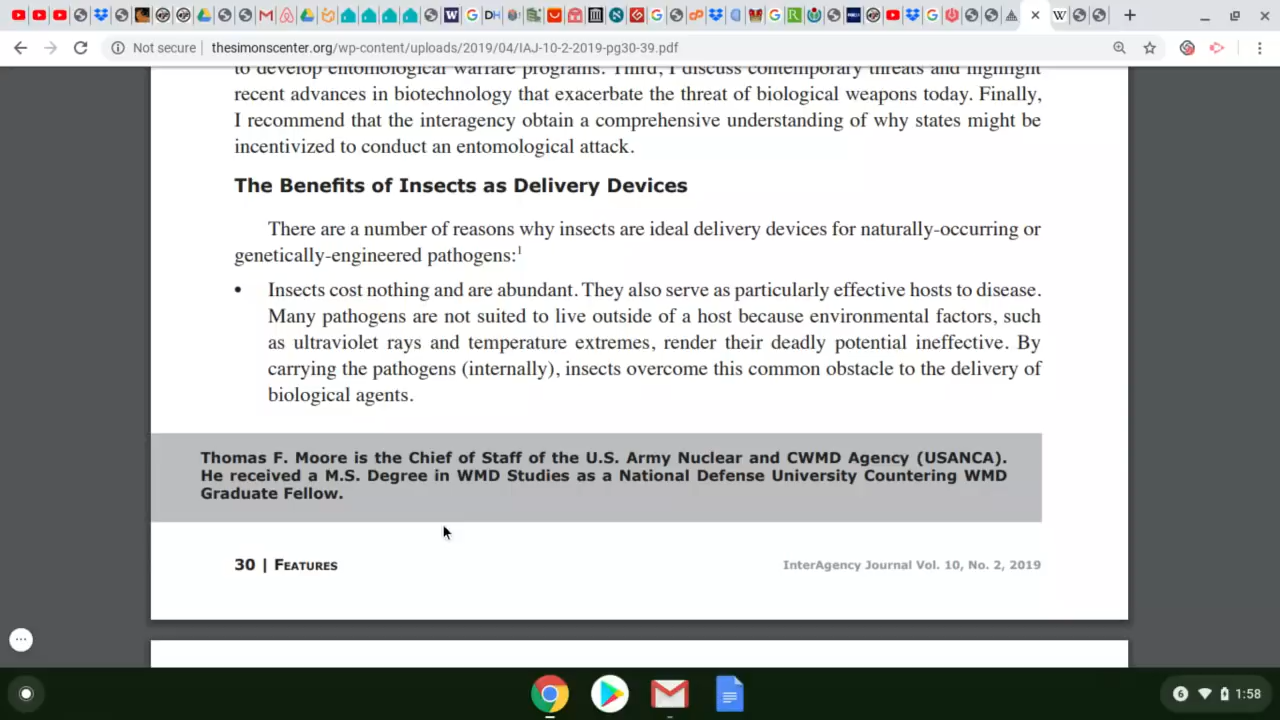 Not secure | thesimonscenter.org/wp-content/uploads/2019/04/IAJ-10-2-2019-pg30-39.pdf
to develop entomological warfare programs. Third, I discuss contemporary threats and highlight
recent advances in biotechnology that exacerbate the threat of biological weapons today. Finally,
I recommend that the interagency obtain a comprehensive understanding of why states might be
incentivized to conduct an entomological attack.
The Benefits of Insects as Delivery Devices
There are a number of reasons why insects are ideal delivery devices for naturally-occurring or
genetically-engineered pathogens:1
• Insects cost nothing and are abundant. They also serve as particularly effective hosts to disease.
Many pathogens are not suited to live outside of a host because environmental factors, such
as ultraviolet rays and temperature extremes, render their deadly potential ineffective. By
carrying the pathogens (internally), insects overcome this common obstacle to the delivery of
biological agents.
Thomas F. Moore is the Chief of Staff of the U.S. Army Nuclear and CWMD Agency (USANCA).
He received a M.S. Degree in WMD Studies as a National Defense University Countering WMD
Graduate Fellow.
30 | FEATURES
InterAgency Journal Vol. 10, No. 2, 2019
6 1:58